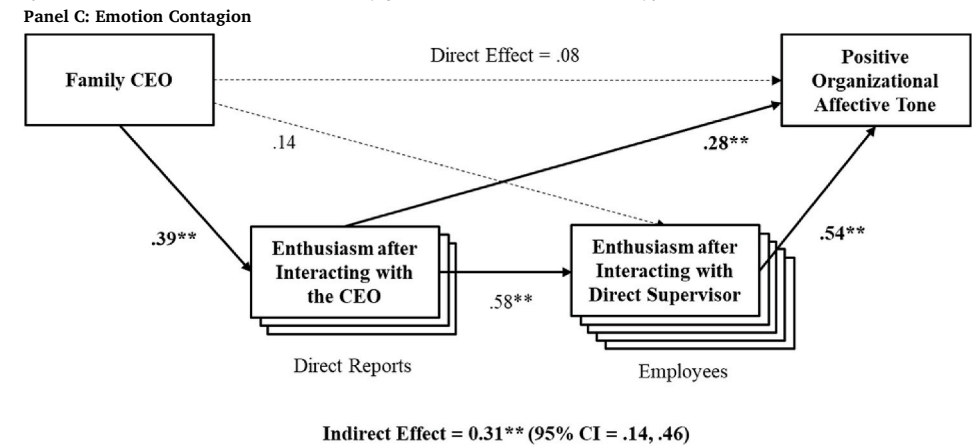 Panel C: Emotion Contagion
Family CEO
Direct Effect = .08
Positive
Organizational
Affective Tone
.14
.28**
.39**
Enthusiasm after
Interacting with
the CEO
.58**
Enthusiasm after
Interacting with
Direct Supervisor
.54**
Direct Reports
Employees
Indirect Effect = 0.31** (95% CI = .14, .46)